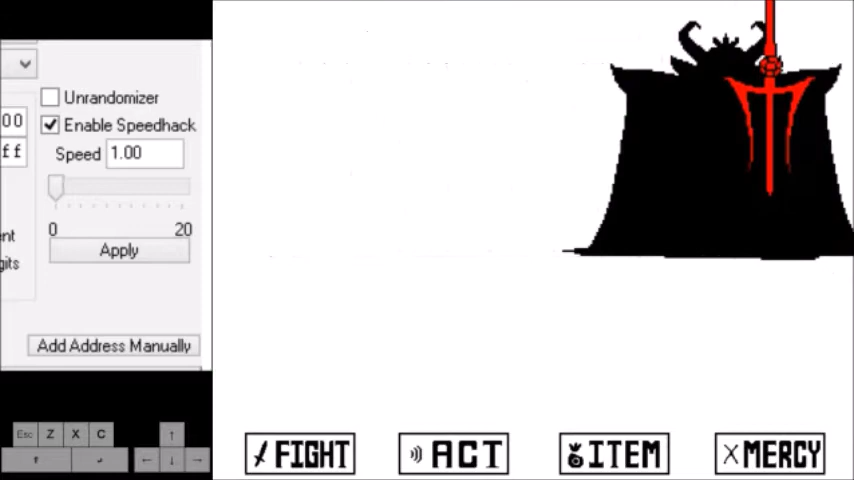 00
Unrandomizer
ff
Enable Speedhack
Speed 1.00
nt
gits
0 20
Apply
Add Address Manually
Esc Z X C ↑
↑ ← ↓ →
FIGHT ACT ITEM MERCY